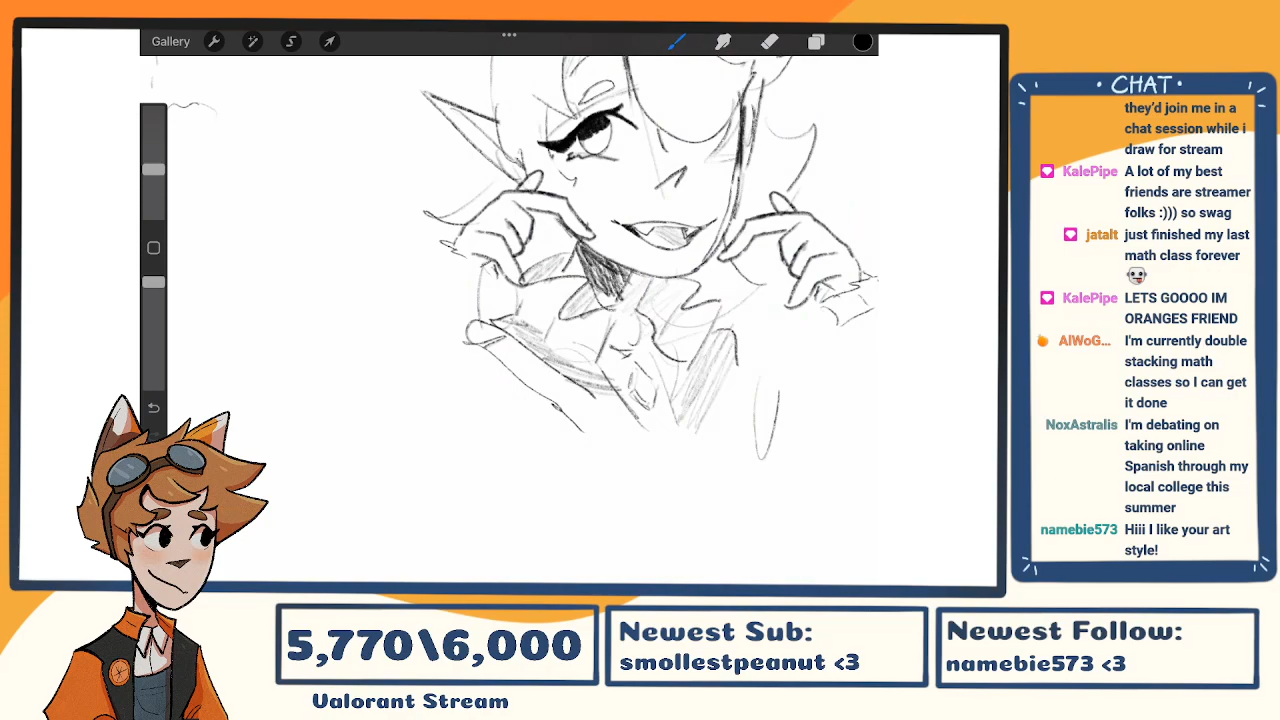 Gallery
• CHAT •
they'd join me in a
chat session while i
draw for stream
KalePipe A lot of my best
friends are streamer
folks :))) so swag
jatalt just finished my last
math class forever
KalePipe LETS GOOOO IM
ORANGES FRIEND
AlWoG... I'm currently double
stacking math
classes so I can get
it done
NoxAstralis I'm debating on
taking online
Spanish through my
local college this
summer
namebie573 Hiii I like your art
style!
5,770\6,000
Valorant Stream
Newest Sub:
smollestpeanut <3
Newest Follow:
namebie573 <3